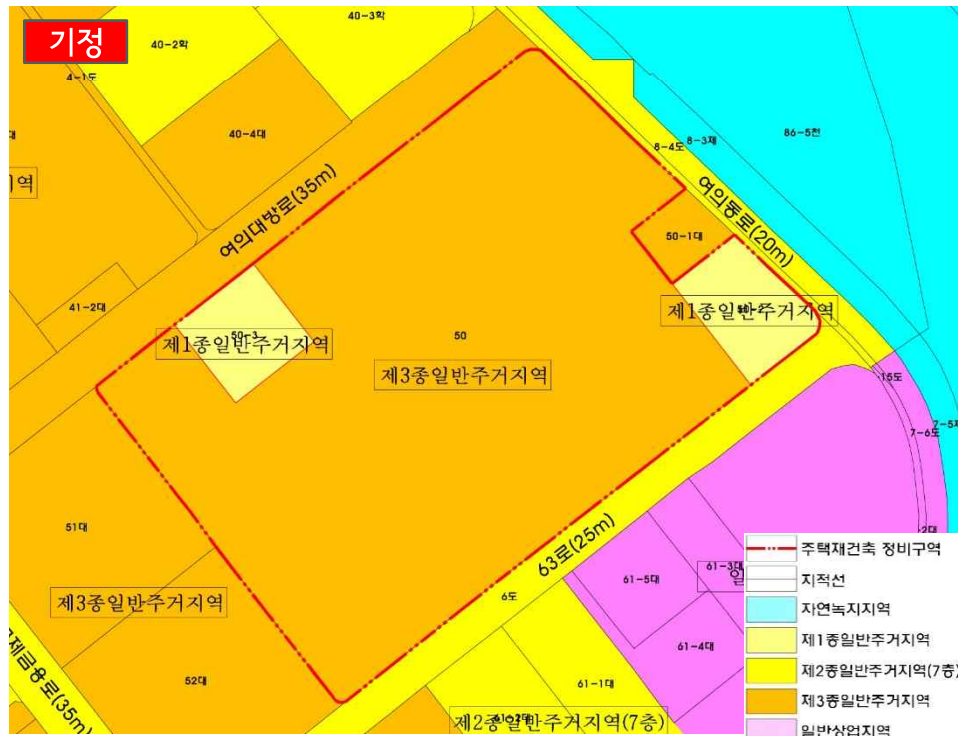 기정
40-3학
40-2학
4-1도
40-4대
8-4도
8-3제
86-5천
여의대방로(35m)
여의동로(20m)
50-1대
41-2대
제1종일반주거지역
50-3
50
제1종일반주거지역
제3종일반주거지역
15도
7-6도
51대
63로(25m)
제3종일반주거지역
6도
61-3대
61-5대
61-4대
52대
61-1대
제2종일반주거지역(7층)
주택재건축 정비구역
지적선
자연녹지지역
제1종일반주거지역
제2종일반주거지역(7층)
제3종일반주거지역
일반상업지역